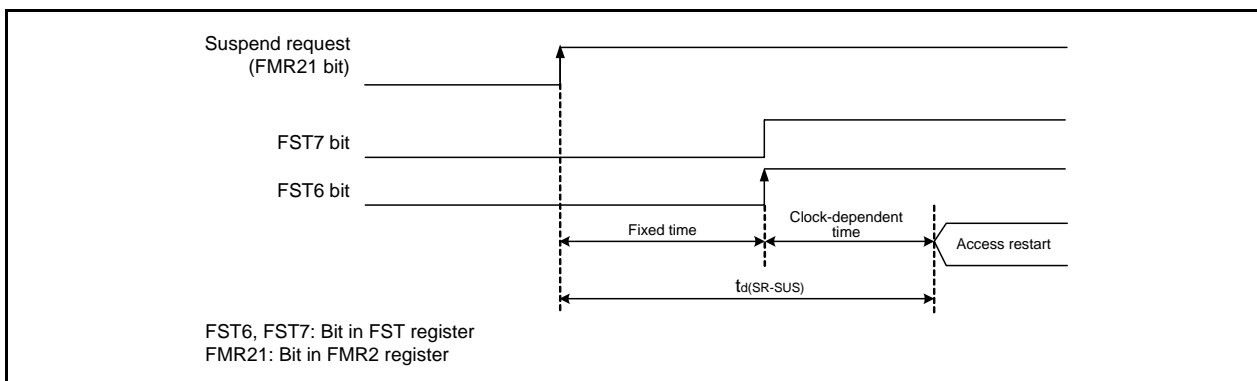 Suspend request
(FMR21 bit)
FST7 bit
FST6 bit
Fixed time
Clock-dependent
time
Access restart
td(SR-SUS)
FST6, FST7: Bit in FST register
FMR21: Bit in FMR2 register